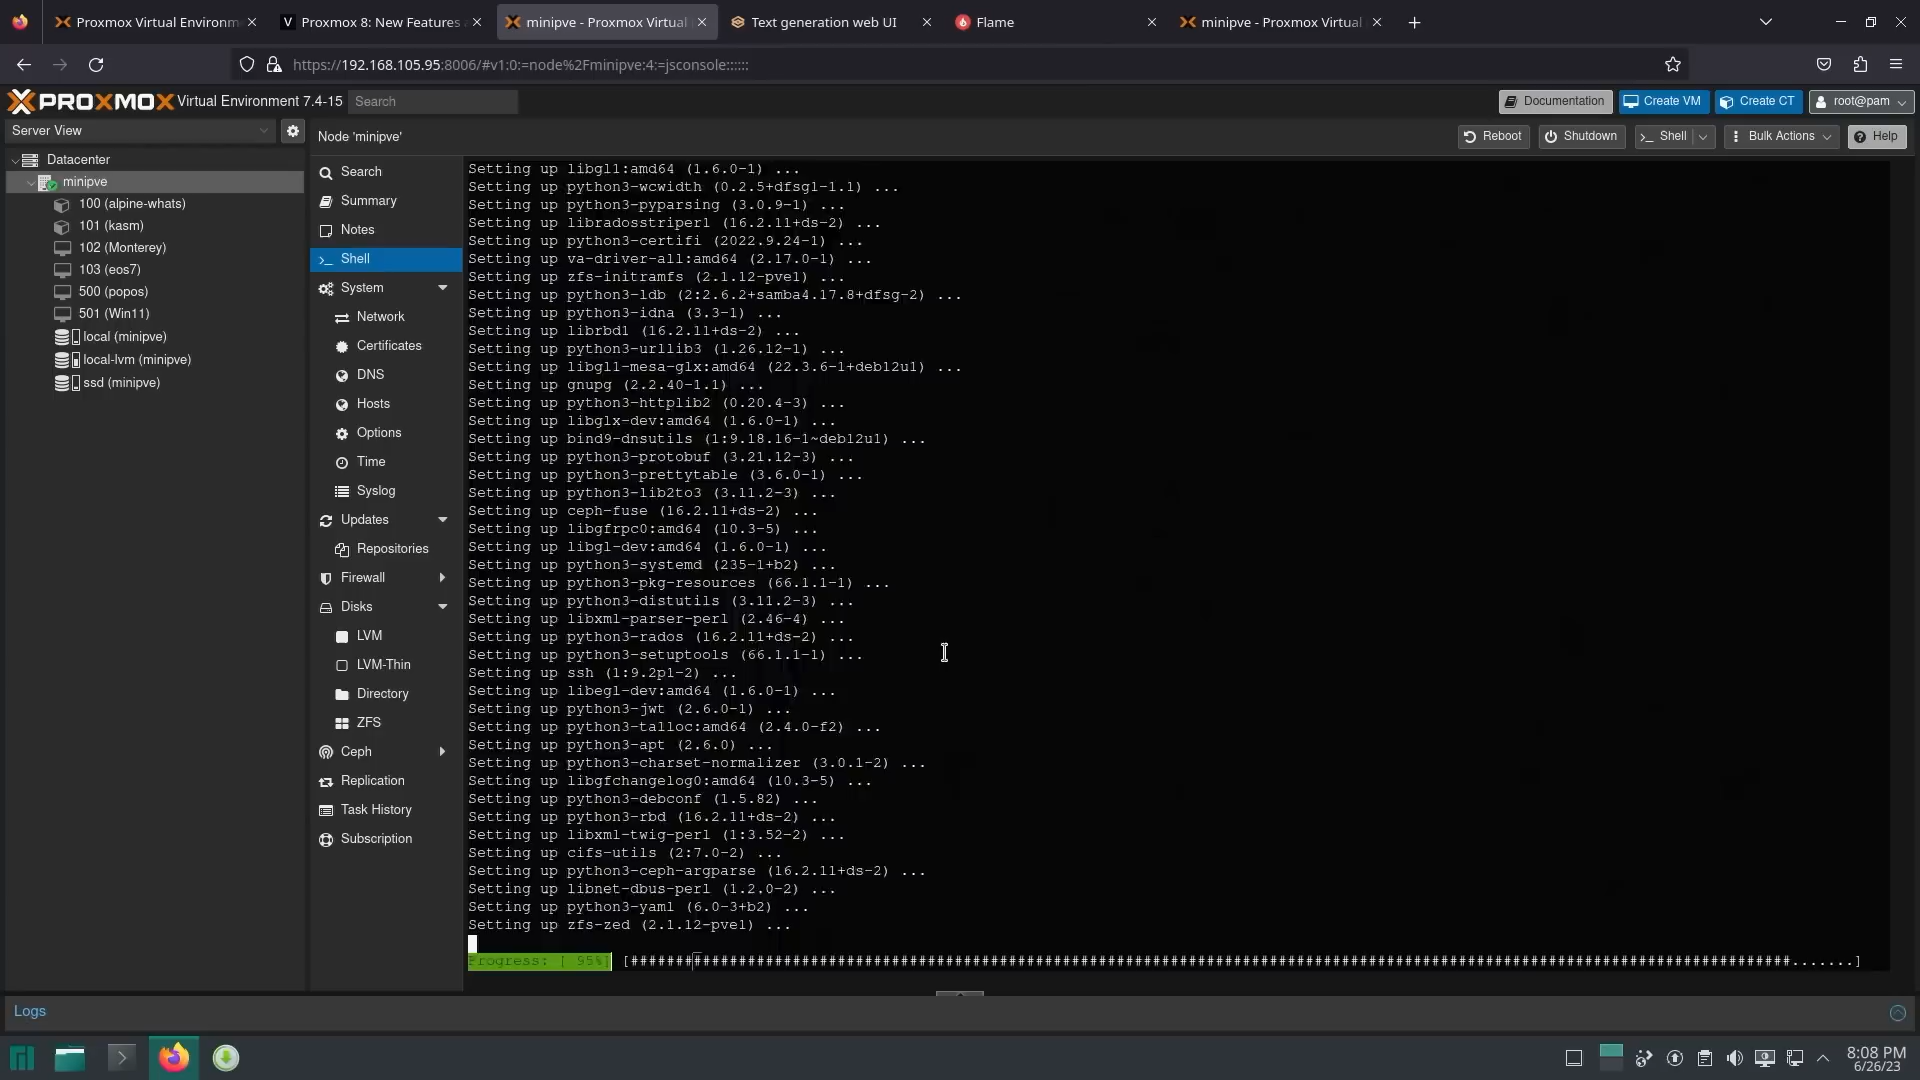 Proxmox Virtual Environm
Proxmox 8: New Features a
minipve - Proxmox Virtual
Text generation web UI
Flame
minipve - Proxmox Virtual
https://192.168.105.95:8006/#v1:0:=node%2Fminipve:4:=jsconsole::::::
PROXMOX Virtual Environment 7.4-15 Search
Documentation Create VM Create CT root@pam
Server View
Node 'minipve'
Reboot Shutdown Shell Bulk Actions Help
Datacenter
minipve
100 (alpine-whats)
101 (kasm)
102 (Monterey)
103 (eos7)
500 (popos)
501 (Win11)
local (minipve)
local-lvm (minipve)
ssd (minipve)
Search
Summary
Notes
Shell
System
Network
Certificates
DNS
Hosts
Options
Time
Syslog
Updates
Repositories
Firewall
Disks
LVM
LVM-Thin
Directory
ZFS
Ceph
Replication
Task History
Subscription
Setting up libgl1:amd64 (1.6.0-1) ...
Setting up python3-wcwidth (0.2.5+dfsg1-1.1) ...
Setting up python3-pyparsing (3.0.9-1) ...
Setting up libradosstriper1 (16.2.11+ds-2) ...
Setting up python3-certifi (2022.9.24-1) ...
Setting up va-driver-all:amd64 (2.17.0-1) ...
Setting up zfs-initramfs (2.1.12-pve1) ...
Setting up python3-ldb (2:2.6.2+samba4.17.8+dfsg-2) ...
Setting up python3-idna (3.3-1) ...
Setting up librbd1 (16.2.11+ds-2) ...
Setting up python3-urllib3 (1.26.12-1) ...
Setting up libgl1-mesa-glx:amd64 (22.3.6-1+deb12u1) ...
Setting up gnupg (2.2.40-1.1) ...
Setting up python3-httplib2 (0.20.4-3) ...
Setting up libglx-dev:amd64 (1.6.0-1) ...
Setting up bind9-dnsutils (1:9.18.16-1~deb12u1) ...
Setting up python3-protobuf (3.21.12-3) ...
Setting up python3-prettytable (3.6.0-1) ...
Setting up python3-lib2to3 (3.11.2-3) ...
Setting up ceph-fuse (16.2.11+ds-2) ...
Setting up libgfrpc0:amd64 (10.3-5) ...
Setting up libgl-dev:amd64 (1.6.0-1) ...
Setting up python3-systemd (235-1+b2) ...
Setting up python3-pkg-resources (66.1.1-1) ...
Setting up python3-distutils (3.11.2-3) ...
Setting up libxml-parser-perl (2.46-4) ...
Setting up python3-rados (16.2.11+ds-2) ...
Setting up python3-setuptools (66.1.1-1) ...
Setting up ssh (1:9.2p1-2) ...
Setting up libegl-dev:amd64 (1.6.0-1) ...
Setting up python3-jwt (2.6.0-1) ...
Setting up python3-talloc:amd64 (2.4.0-f2) ...
Setting up python3-apt (2.6.0) ...
Setting up python3-charset-normalizer (3.0.1-2) ...
Setting up libgfchangelog0:amd64 (10.3-5) ...
Setting up python3-debconf (1.5.82) ...
Setting up python3-rbd (16.2.11+ds-2) ...
Setting up libxml-twig-perl (1:3.52-2) ...
Setting up cifs-utils (2:7.0-2) ...
Setting up python3-ceph-argparse (16.2.11+ds-2) ...
Setting up libnet-dbus-perl (1.2.0-2) ...
Setting up python3-yaml (6.0-3+b2) ...
Setting up zfs-zed (2.1.12-pve1) ...
Progress: [ 95%] [#################################################################################################################################.......]
Logs
8:08 PM
6/26/23